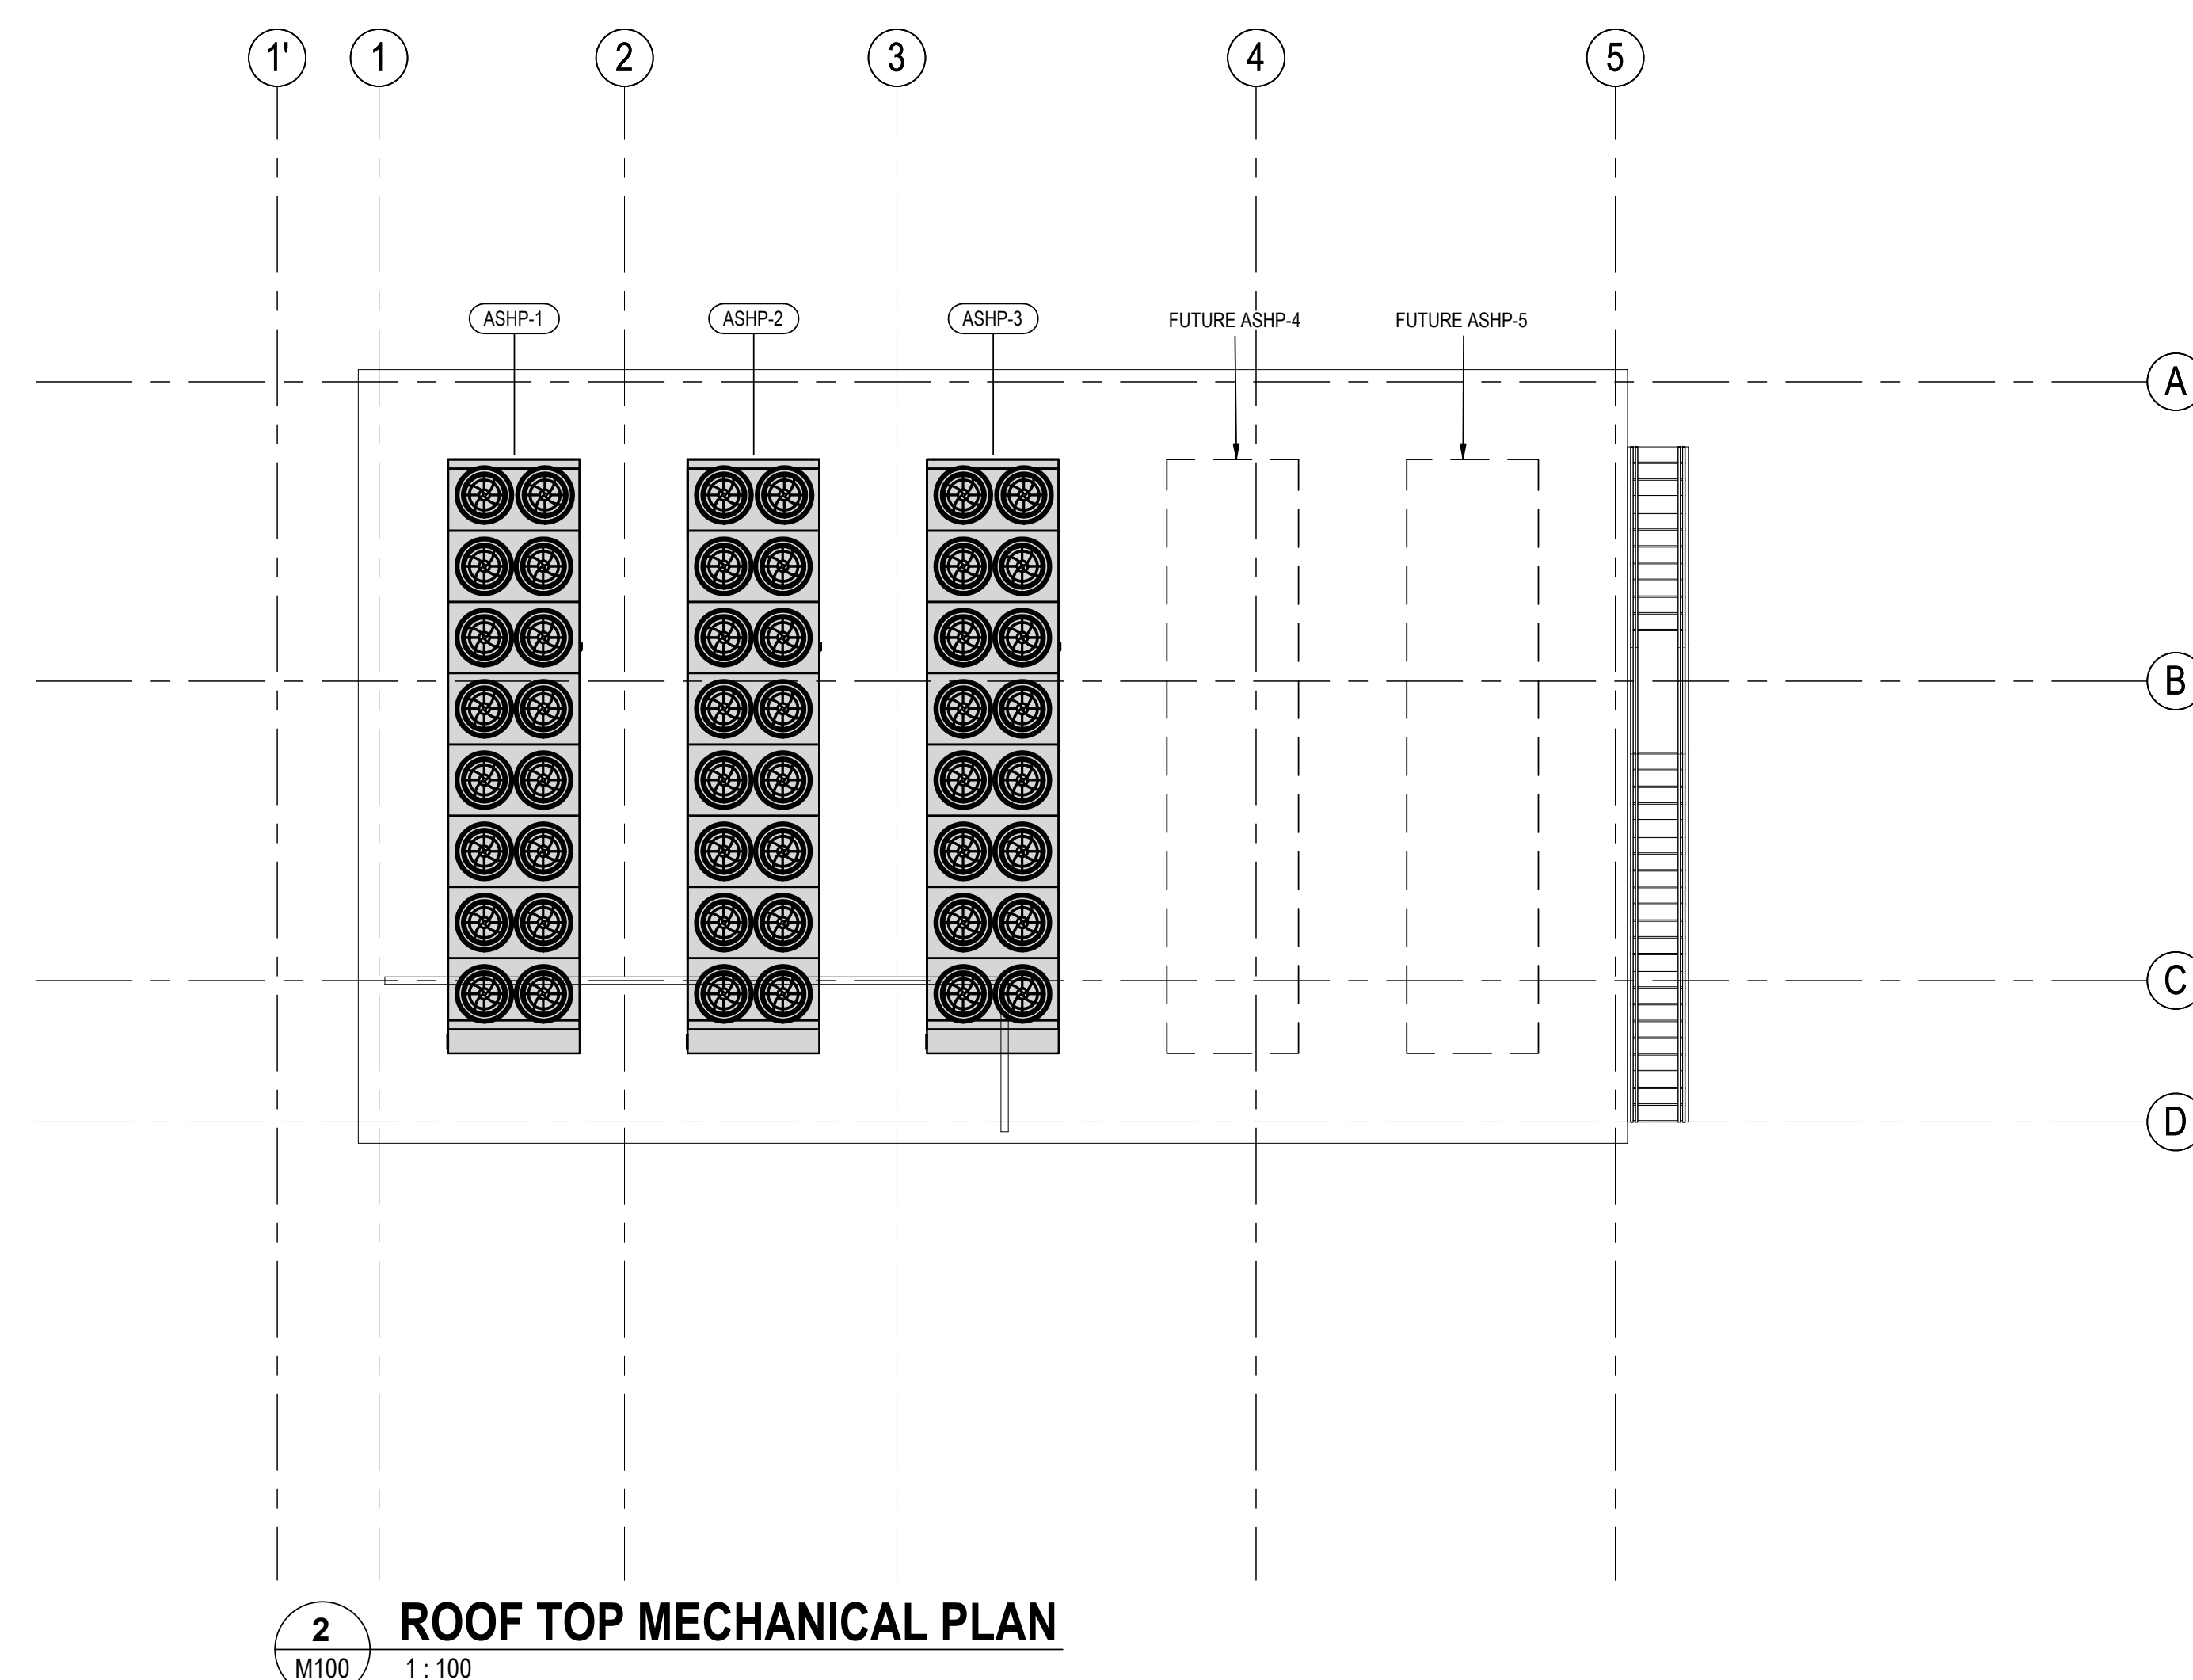 1' 1 2 3 4 5
ASHP-1 ASHP-2 ASHP-3 FUTURE ASHP-4 FUTURE ASHP-5
A
B
C
D
2 ROOF TOP MECHANICAL PLAN
M100 1 : 100